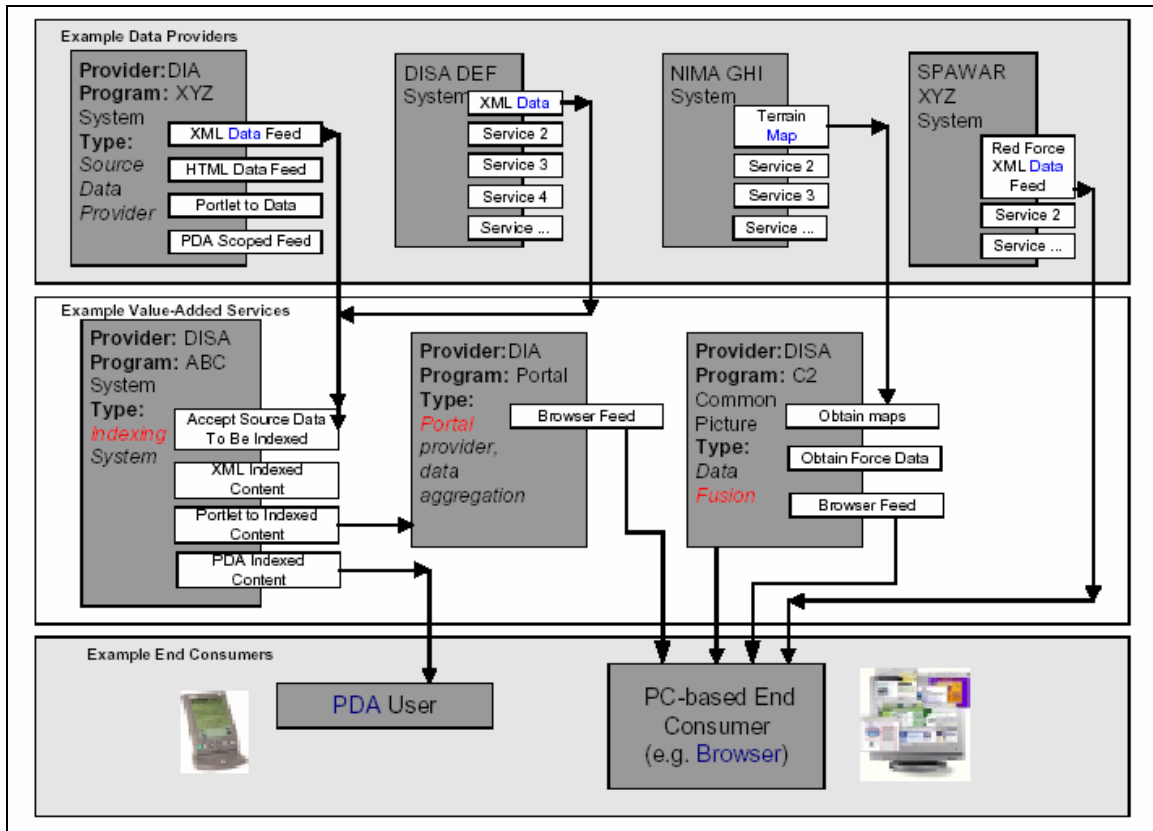 Example Data Providers
Provider:DIA
Program: XYZ
System
Type:
Source
Data
Provider
XML Data Feed
HTML Data Feed
Portlet to Data
PDA Scoped Feed
DISA DEF
System
XML Data
Service 2
Service 3
Service 4
Service ...
NIMA GHI
System
Terrain
Map
Service 2
Service 3
Service ...
SPAWAR
XYZ
System
Red Force
XML Data
Feed
Service 2
Service ...
Example Value-Added Services
Provider: DISA
Program: ABC
System
Type:
Indexing
System
Accept Source Data
To Be Indexed
XML Indexed
Content
Portlet to Indexed
Content
PDA Indexed
Content
Provider:DIA
Program: Portal
Type:
Portal
provider,
data
aggregation
Browser Feed
Provider:DISA
Program: C2
Common
Picture
Type:
Data
Fusion
Obtain maps
Obtain Force Data
Browser Feed
Example End Consumers
PDA User
PC-based End
Consumer
(e.g. Browser)